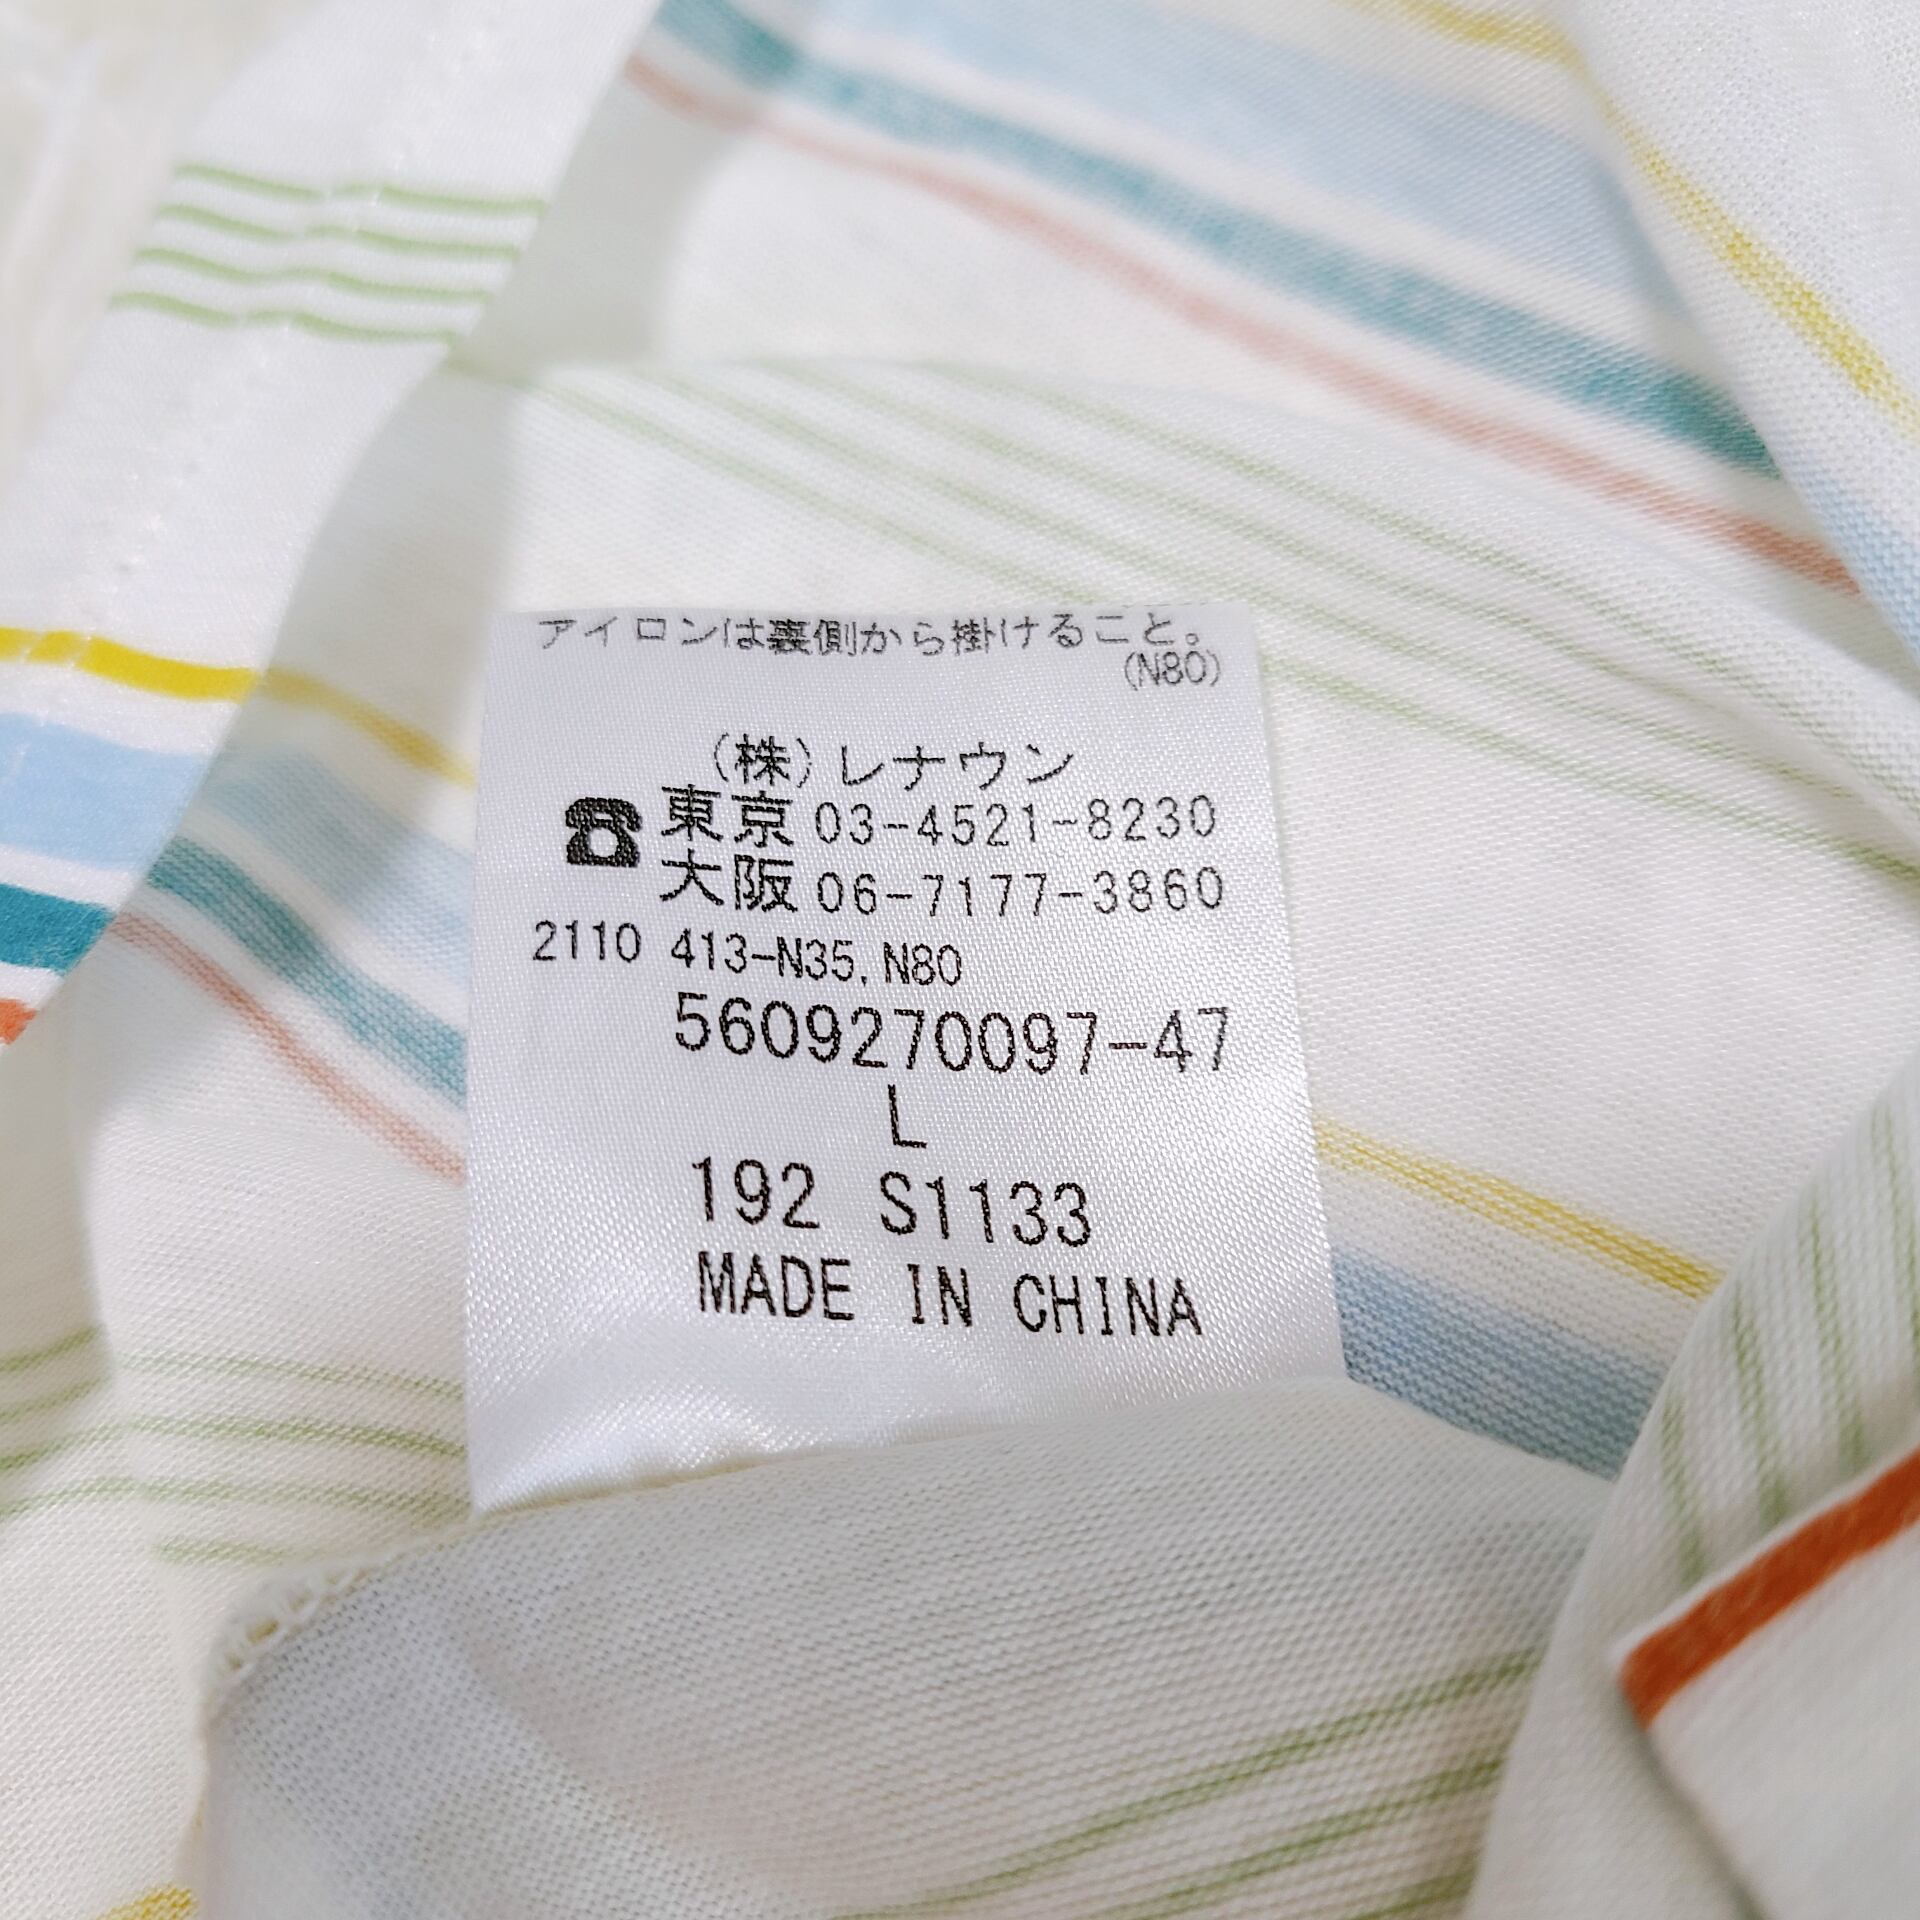 アイロンは裏側から掛けること。
(N80)
(株)レナウン
☎ 東京 03-4521-8230
大阪 06-7177-3860
2110 413-N35, N80
5609270097-47
L
192 S1133
MADE IN CHINA